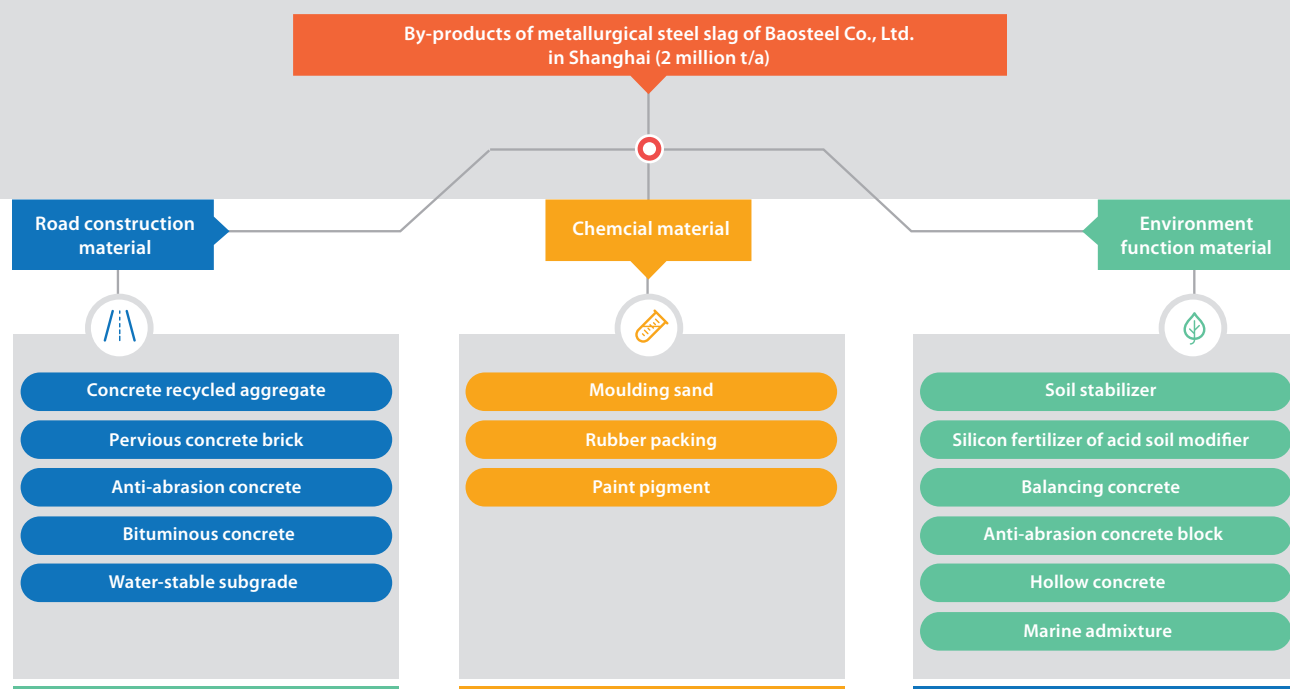 By-products of metallurgical steel slag of Baosteel Co., Ltd.
in Shanghai (2 million t/a)
Road construction
material
Chemcial material
Environment
function material
Concrete recycled aggregate
Pervious concrete brick
Anti-abrasion concrete
Bituminous concrete
Water-stable subgrade
Moulding sand
Rubber packing
Paint pigment
Soil stabilizer
Silicon fertilizer of acid soil modifier
Balancing concrete
Anti-abrasion concrete block
Hollow concrete
Marine admixture